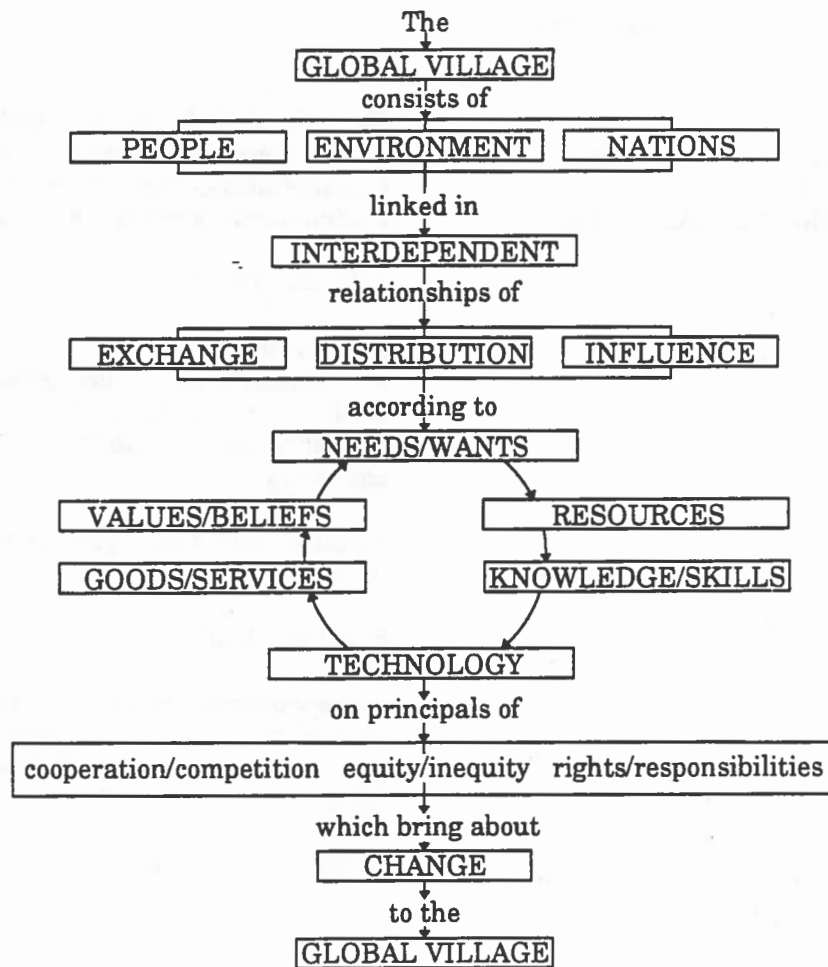 The
GLOBAL VILLAGE
consists of
PEOPLE ENVIRONMENT NATIONS
linked in
INTERDEPENDENT
relationships of
EXCHANGE DISTRIBUTION INFLUENCE
according to
NEEDS/WANTS
VALUES/BELIEFS RESOURCES
GOODS/SERVICES KNOWLEDGE/SKILLS
TECHNOLOGY
on principals of
cooperation/competition equity/inequity rights/responsibilities
which bring about
CHANGE
to the
GLOBAL VILLAGE